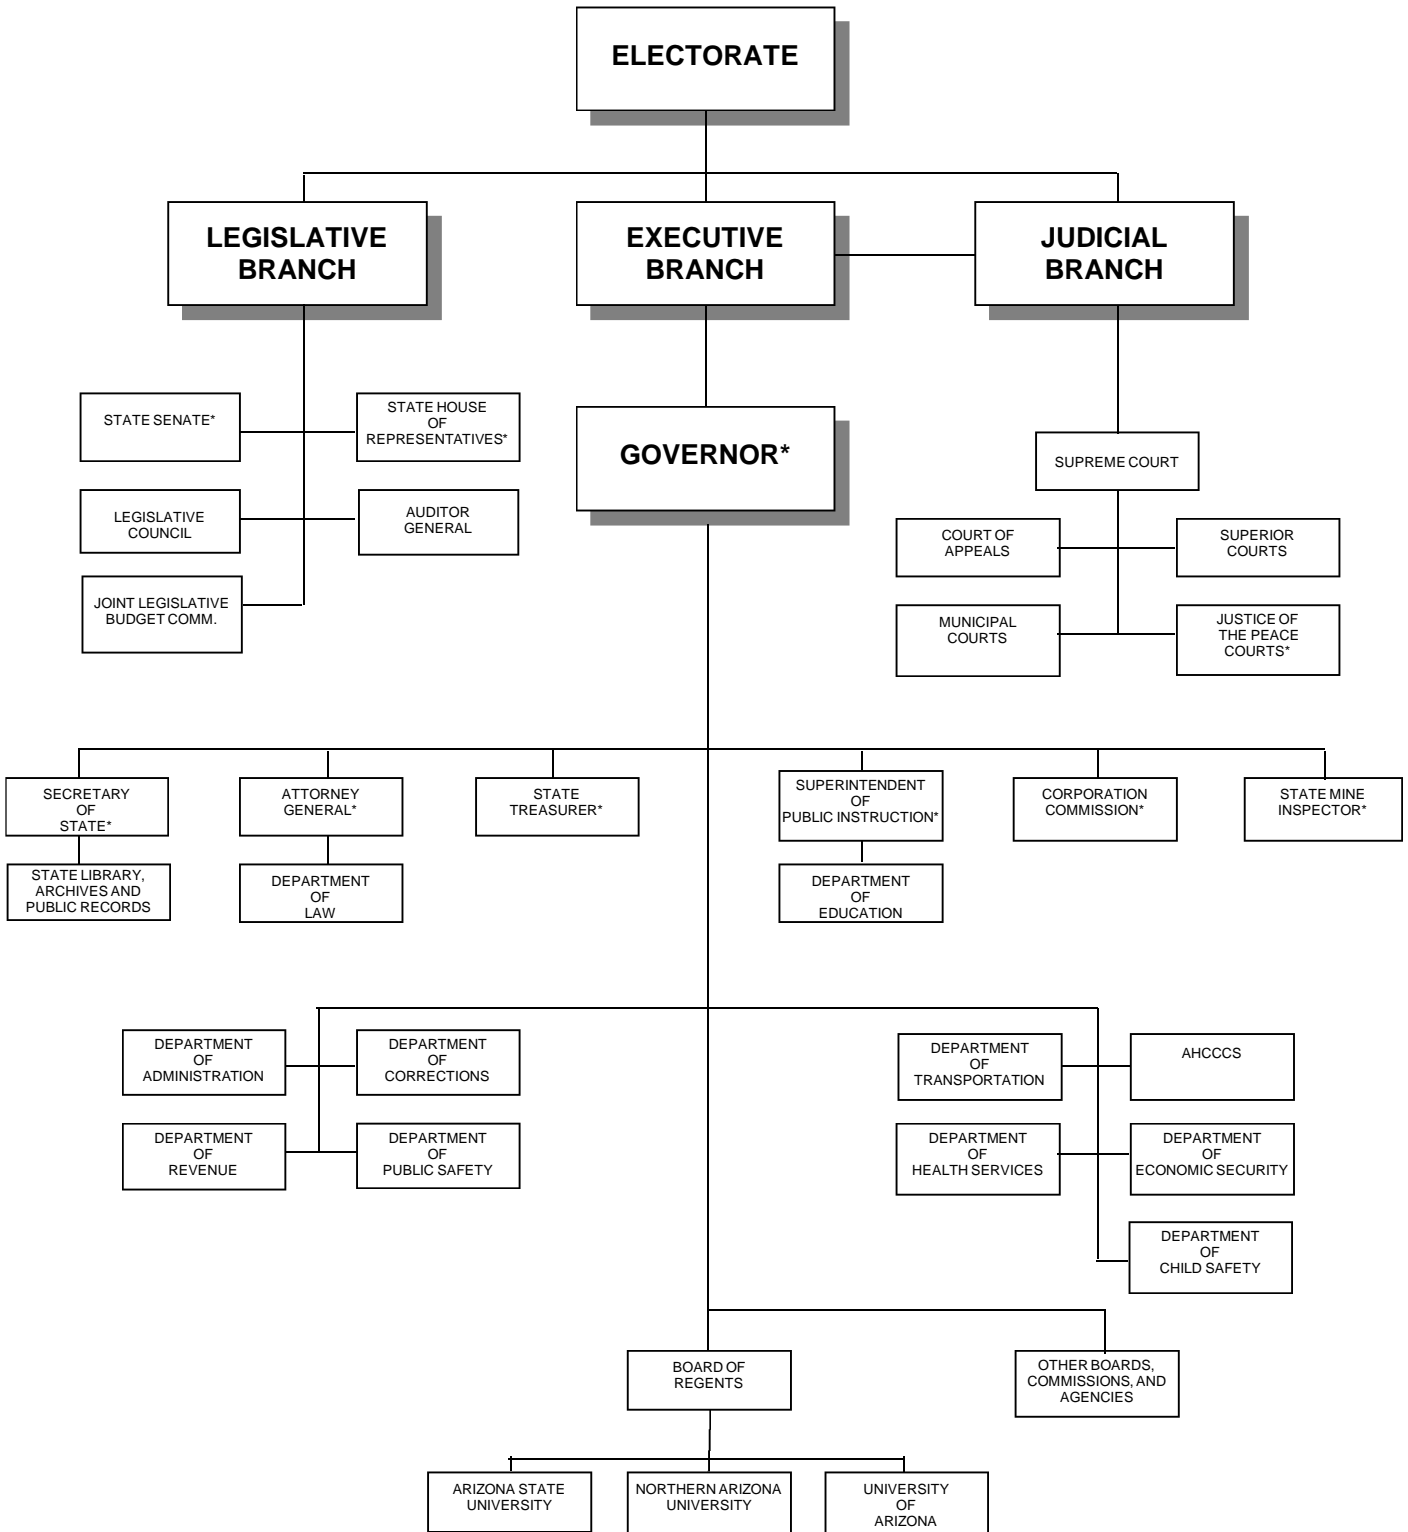 ELECTORATE
LEGISLATIVE
BRANCH
EXECUTIVE
BRANCH
JUDICIAL
BRANCH
STATE SENATE*
STATE HOUSE
OF
REPRESENTATIVES*
LEGISLATIVE
COUNCIL
AUDITOR
GENERAL
JOINT LEGISLATIVE
BUDGET COMM.
GOVERNOR*
SUPREME COURT
COURT OF
APPEALS
SUPERIOR
COURTS
MUNICIPAL
COURTS
JUSTICE OF
THE PEACE
COURTS*
SECRETARY
OF
STATE*
ATTORNEY
GENERAL*
STATE
TREASURER*
SUPERINTENDENT
OF
PUBLIC INSTRUCTION*
CORPORATION
COMMISSION*
STATE MINE
INSPECTOR*
STATE LIBRARY,
ARCHIVES AND
PUBLIC RECORDS
DEPARTMENT
OF
LAW
DEPARTMENT
OF
EDUCATION
DEPARTMENT
OF
ADMINISTRATION
DEPARTMENT
OF
CORRECTIONS
DEPARTMENT
OF
REVENUE
DEPARTMENT
OF
PUBLIC SAFETY
DEPARTMENT
OF
TRANSPORTATION
AHCCCS
DEPARTMENT
OF
HEALTH SERVICES
DEPARTMENT
OF
ECONOMIC SECURITY
DEPARTMENT
OF
CHILD SAFETY
BOARD OF
REGENTS
OTHER BOARDS,
COMMISSIONS, AND
AGENCIES
ARIZONA STATE
UNIVERSITY
NORTHERN ARIZONA
UNIVERSITY
UNIVERSITY
OF
ARIZONA